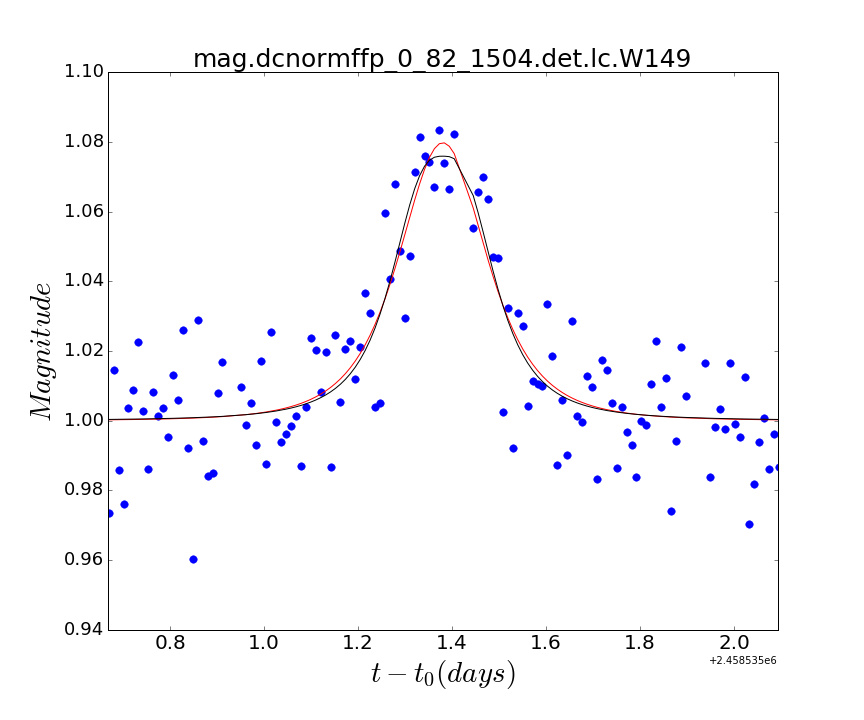 mag.dcnormffp_0_82_1504.det.lc.W149
1.10
1.08
1.06
1.04
1.02
1.00
0.98
0.96
0.94
Magnitude
0.8 1.0 1.2 1.4 1.6 1.8 2.0
+2.458535e6
t − t₀(days)